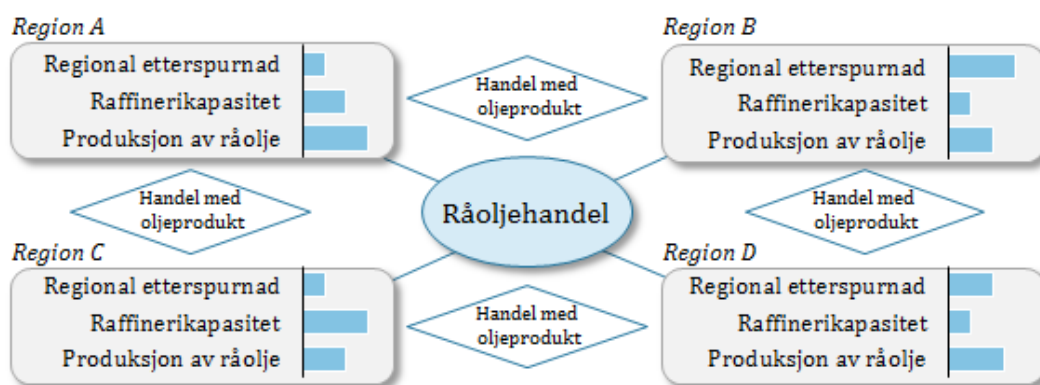 Region A
Regional etterspurnad
Raffinerikapasitet
Produksjon av råolje
Handel med
oljeprodukt
Region B
Regional etterspurnad
Raffinerikapasitet
Produksjon av råolje
Handel med
oljeprodukt
Råoljehandel
Handel med
oljeprodukt
Region C
Regional etterspurnad
Raffinerikapasitet
Produksjon av råolje
Handel med
oljeprodukt
Region D
Regional etterspurnad
Raffinerikapasitet
Produksjon av råolje